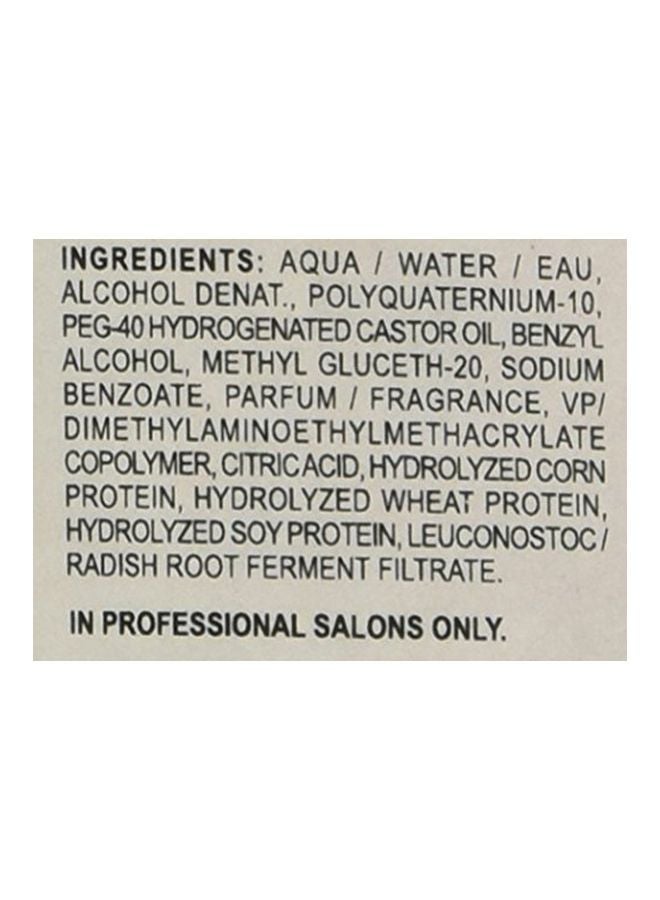 INGREDIENTS: AQUA / WATER / EAU,
ALCOHOL DENAT., POLYQUATERNIUM-10,
PEG-40 HYDROGENATED CASTOR OIL, BENZYL
ALCOHOL, METHYL GLUCETH-20, SODIUM
BENZOATE, PARFUM / FRAGRANCE, VP/
DIMETHYLAMINOETHYLMETHACRYLATE
COPOLYMER, CITRIC ACID, HYDROLYZED CORN
PROTEIN, HYDROLYZED WHEAT PROTEIN,
HYDROLYZED SOY PROTEIN, LEUCONOSTOC /
RADISH ROOT FERMENT FILTRATE.
IN PROFESSIONAL SALONS ONLY.